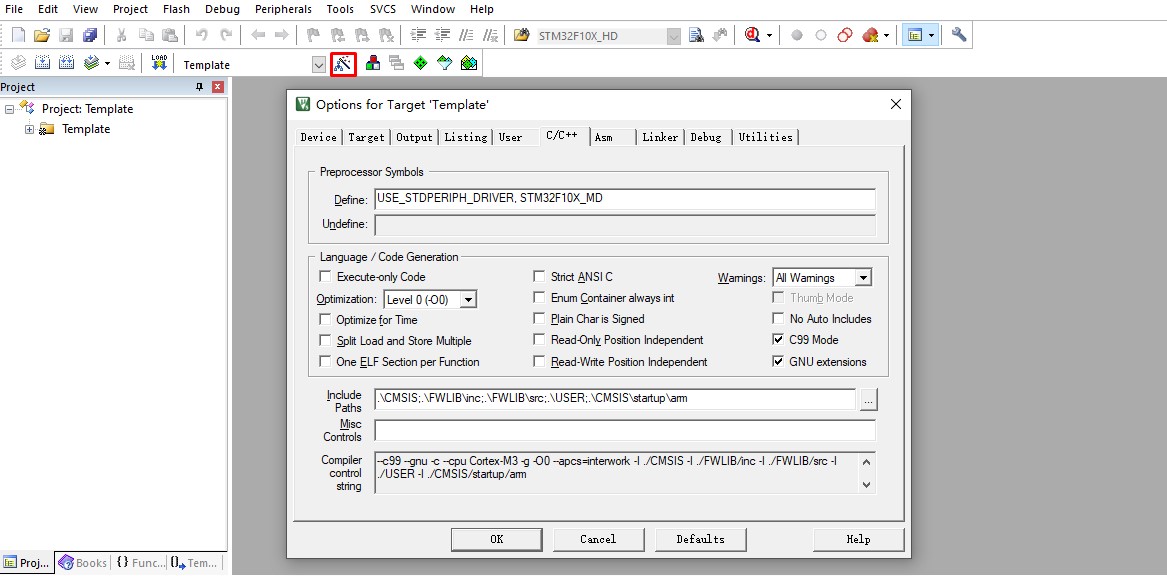 File Edit View Project Flash Debug Peripherals Tools SVCS Window Help
STM32F10X_HD
LOAD Template
Project
Project: Template
Template
Options for Target 'Template'
Device Target Output Listing User C/C++ Asm Linker Debug Utilities
Preprocessor Symbols
Define: USE_STDPERIPH_DRIVER, STM32F10X_MD
Undefine:
Language / Code Generation
Execute-only Code Strict ANSI C Warnings: All Warnings
Optimization: Level 0 (-O0) Enum Container always int Thumb Mode
Optimize for Time Plain Char is Signed No Auto Includes
Split Load and Store Multiple Read-Only Position Independent C99 Mode
One ELF Section per Function Read-Write Position Independent GNU extensions
Include Paths .\CMSIS;.\FWLIB\inc;.\FWLIB\src;.\USER;.\CMSIS\startup\arm ...
Misc Controls
Compiler control string --c99 --gnu -c --cpu Cortex-M3 -g -O0 --apcs=interwork -I ./CMSIS -I ./FWLIB/inc -I ./FWLIB/src -I
./USER -I ./CMSIS/startup/arm
OK Cancel Defaults Help
Proj... Books {} Func... Tem...